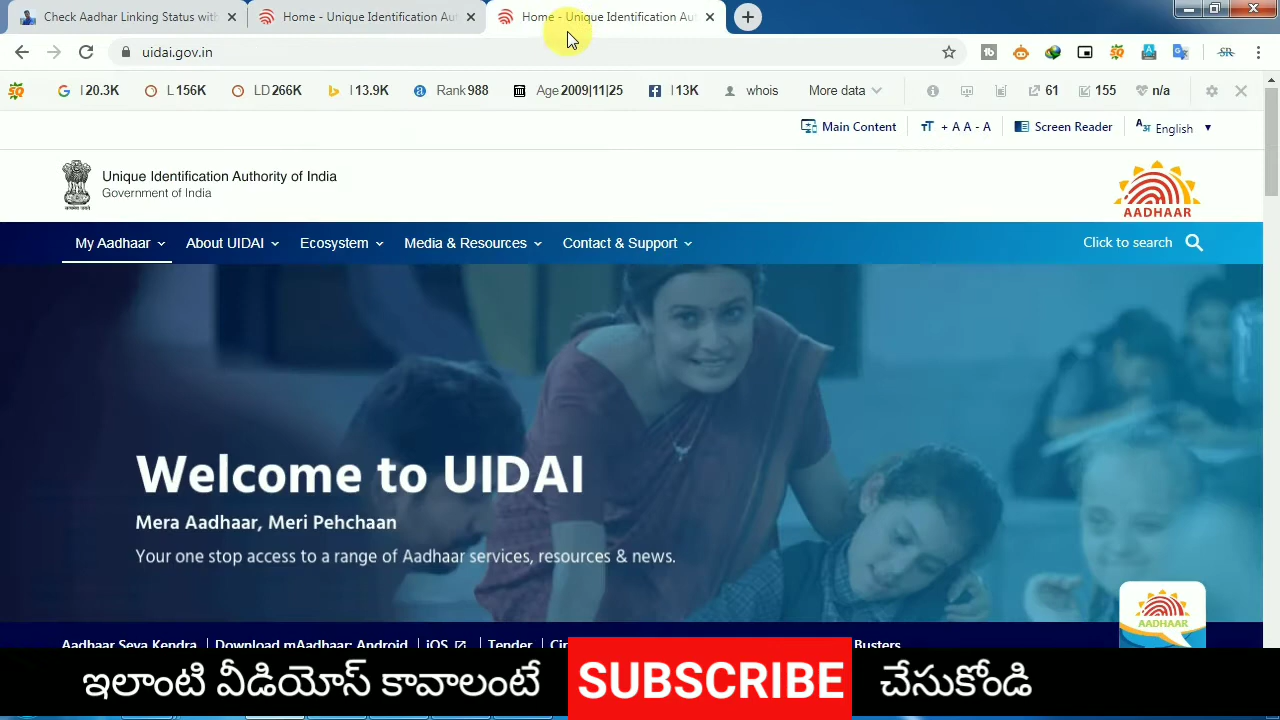 Check Aadhar Linking Status with
Home - Unique Identification Aut
Home - Unique Identification Aut
uidai.gov.in
I 20.3K L 156K LD 266K I 13.9K Rank 988 Age 2009|11|25 I 13K whois More data 61 155 n/a
Main Content + A A - A Screen Reader English
Unique Identification Authority of India
Government of India
AADHAAR
My Aadhaar About UIDAI Ecosystem Media & Resources Contact & Support Click to search
Welcome to UIDAI
Mera Aadhaar, Meri Pehchaan
Your one stop access to a range of Aadhaar services, resources & news.
AADHAAR
Aadhaar Seva Kendra Download mAadhaar: Android iOS Tender Busters
ఇలాంటి వీడియోస్ కావాలంటే SUBSCRIBE చేసుకోండి